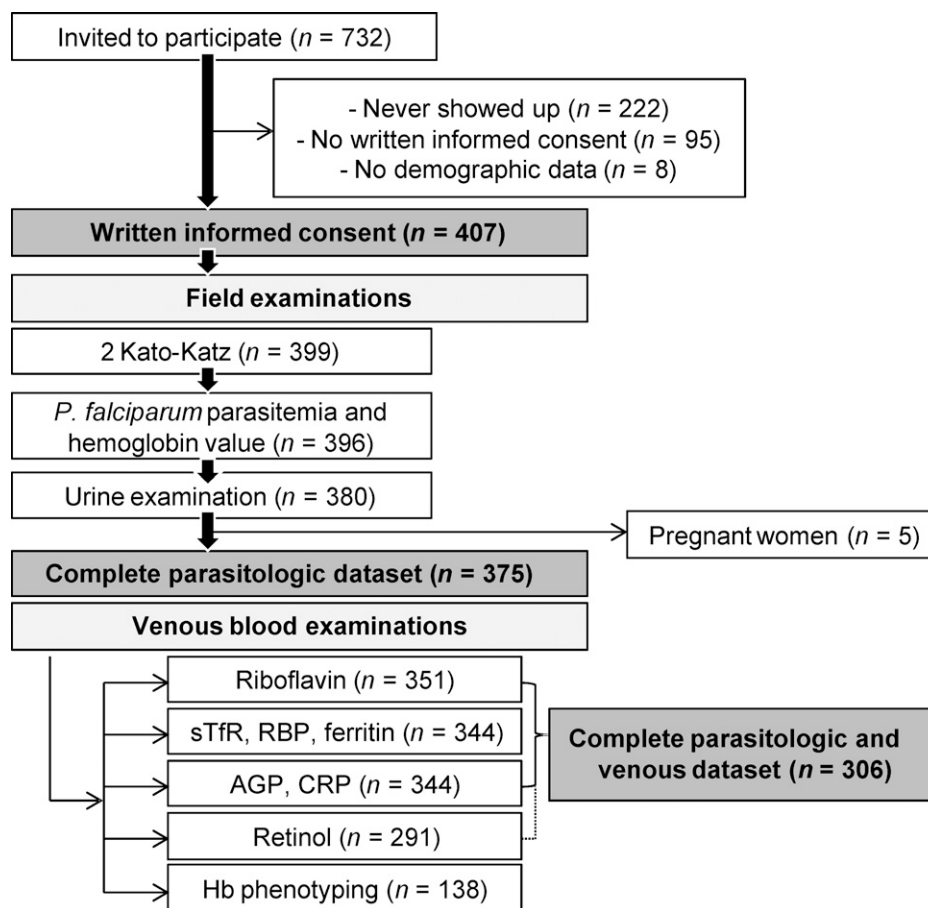 Invited to participate (n = 732)
- Never showed up (n = 222)
- No written informed consent (n = 95)
- No demographic data (n = 8)
Written informed consent (n = 407)
Field examinations
2 Kato-Katz (n = 399)
P. falciparum parasitemia and
hemoglobin value (n = 396)
Urine examination (n = 380)
Pregnant women (n = 5)
Complete parasitologic dataset (n = 375)
Venous blood examinations
Riboflavin (n = 351)
sTfR, RBP, ferritin (n = 344)
AGP, CRP (n = 344)
Retinol (n = 291)
Hb phenotyping (n = 138)
Complete parasitologic and
venous dataset (n = 306)